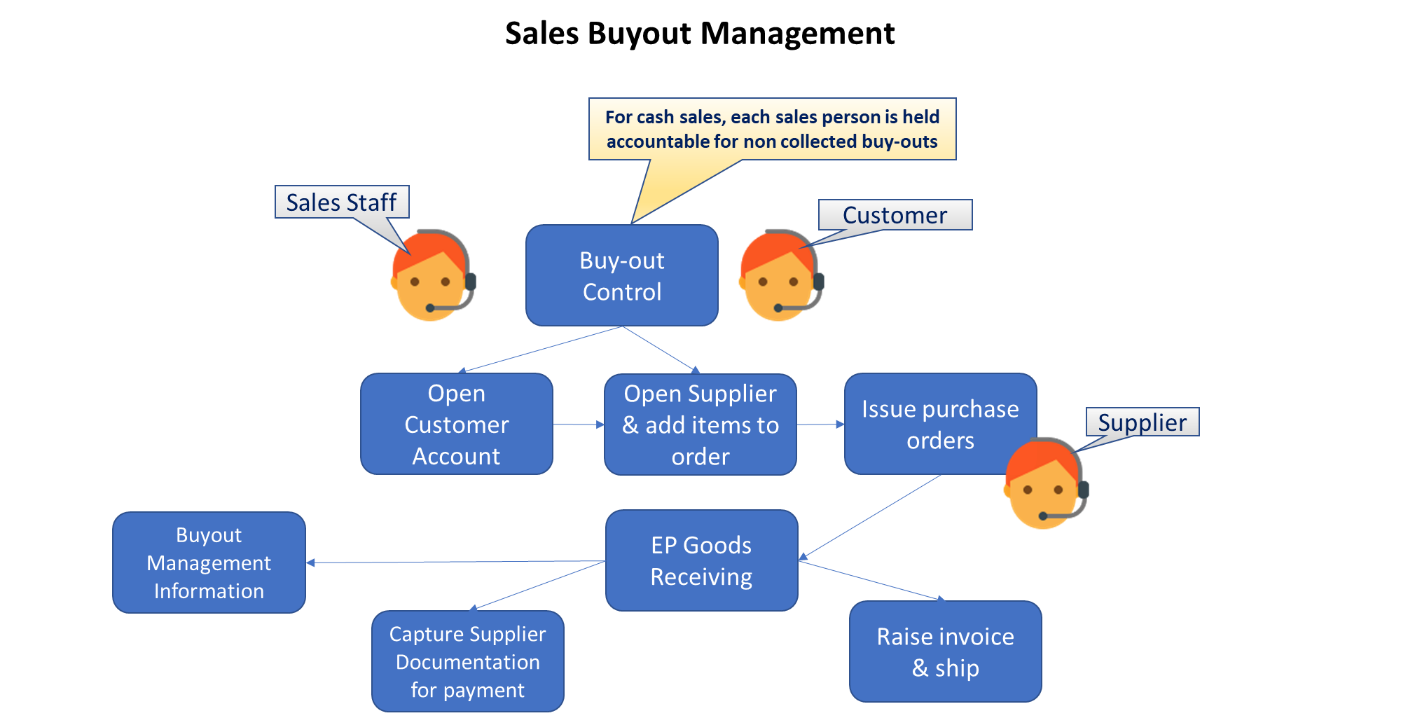 Sales Buyout Management
For cash sales, each sales person is held
accountable for non collected buy-outs
Sales Staff
Customer
Buy-out
Control
Open
Customer
Account
Open Supplier
& add items to
order
Issue purchase
orders
Supplier
Buyout
Management
Information
EP Goods
Receiving
Capture Supplier
Documentation
for payment
Raise invoice
& ship